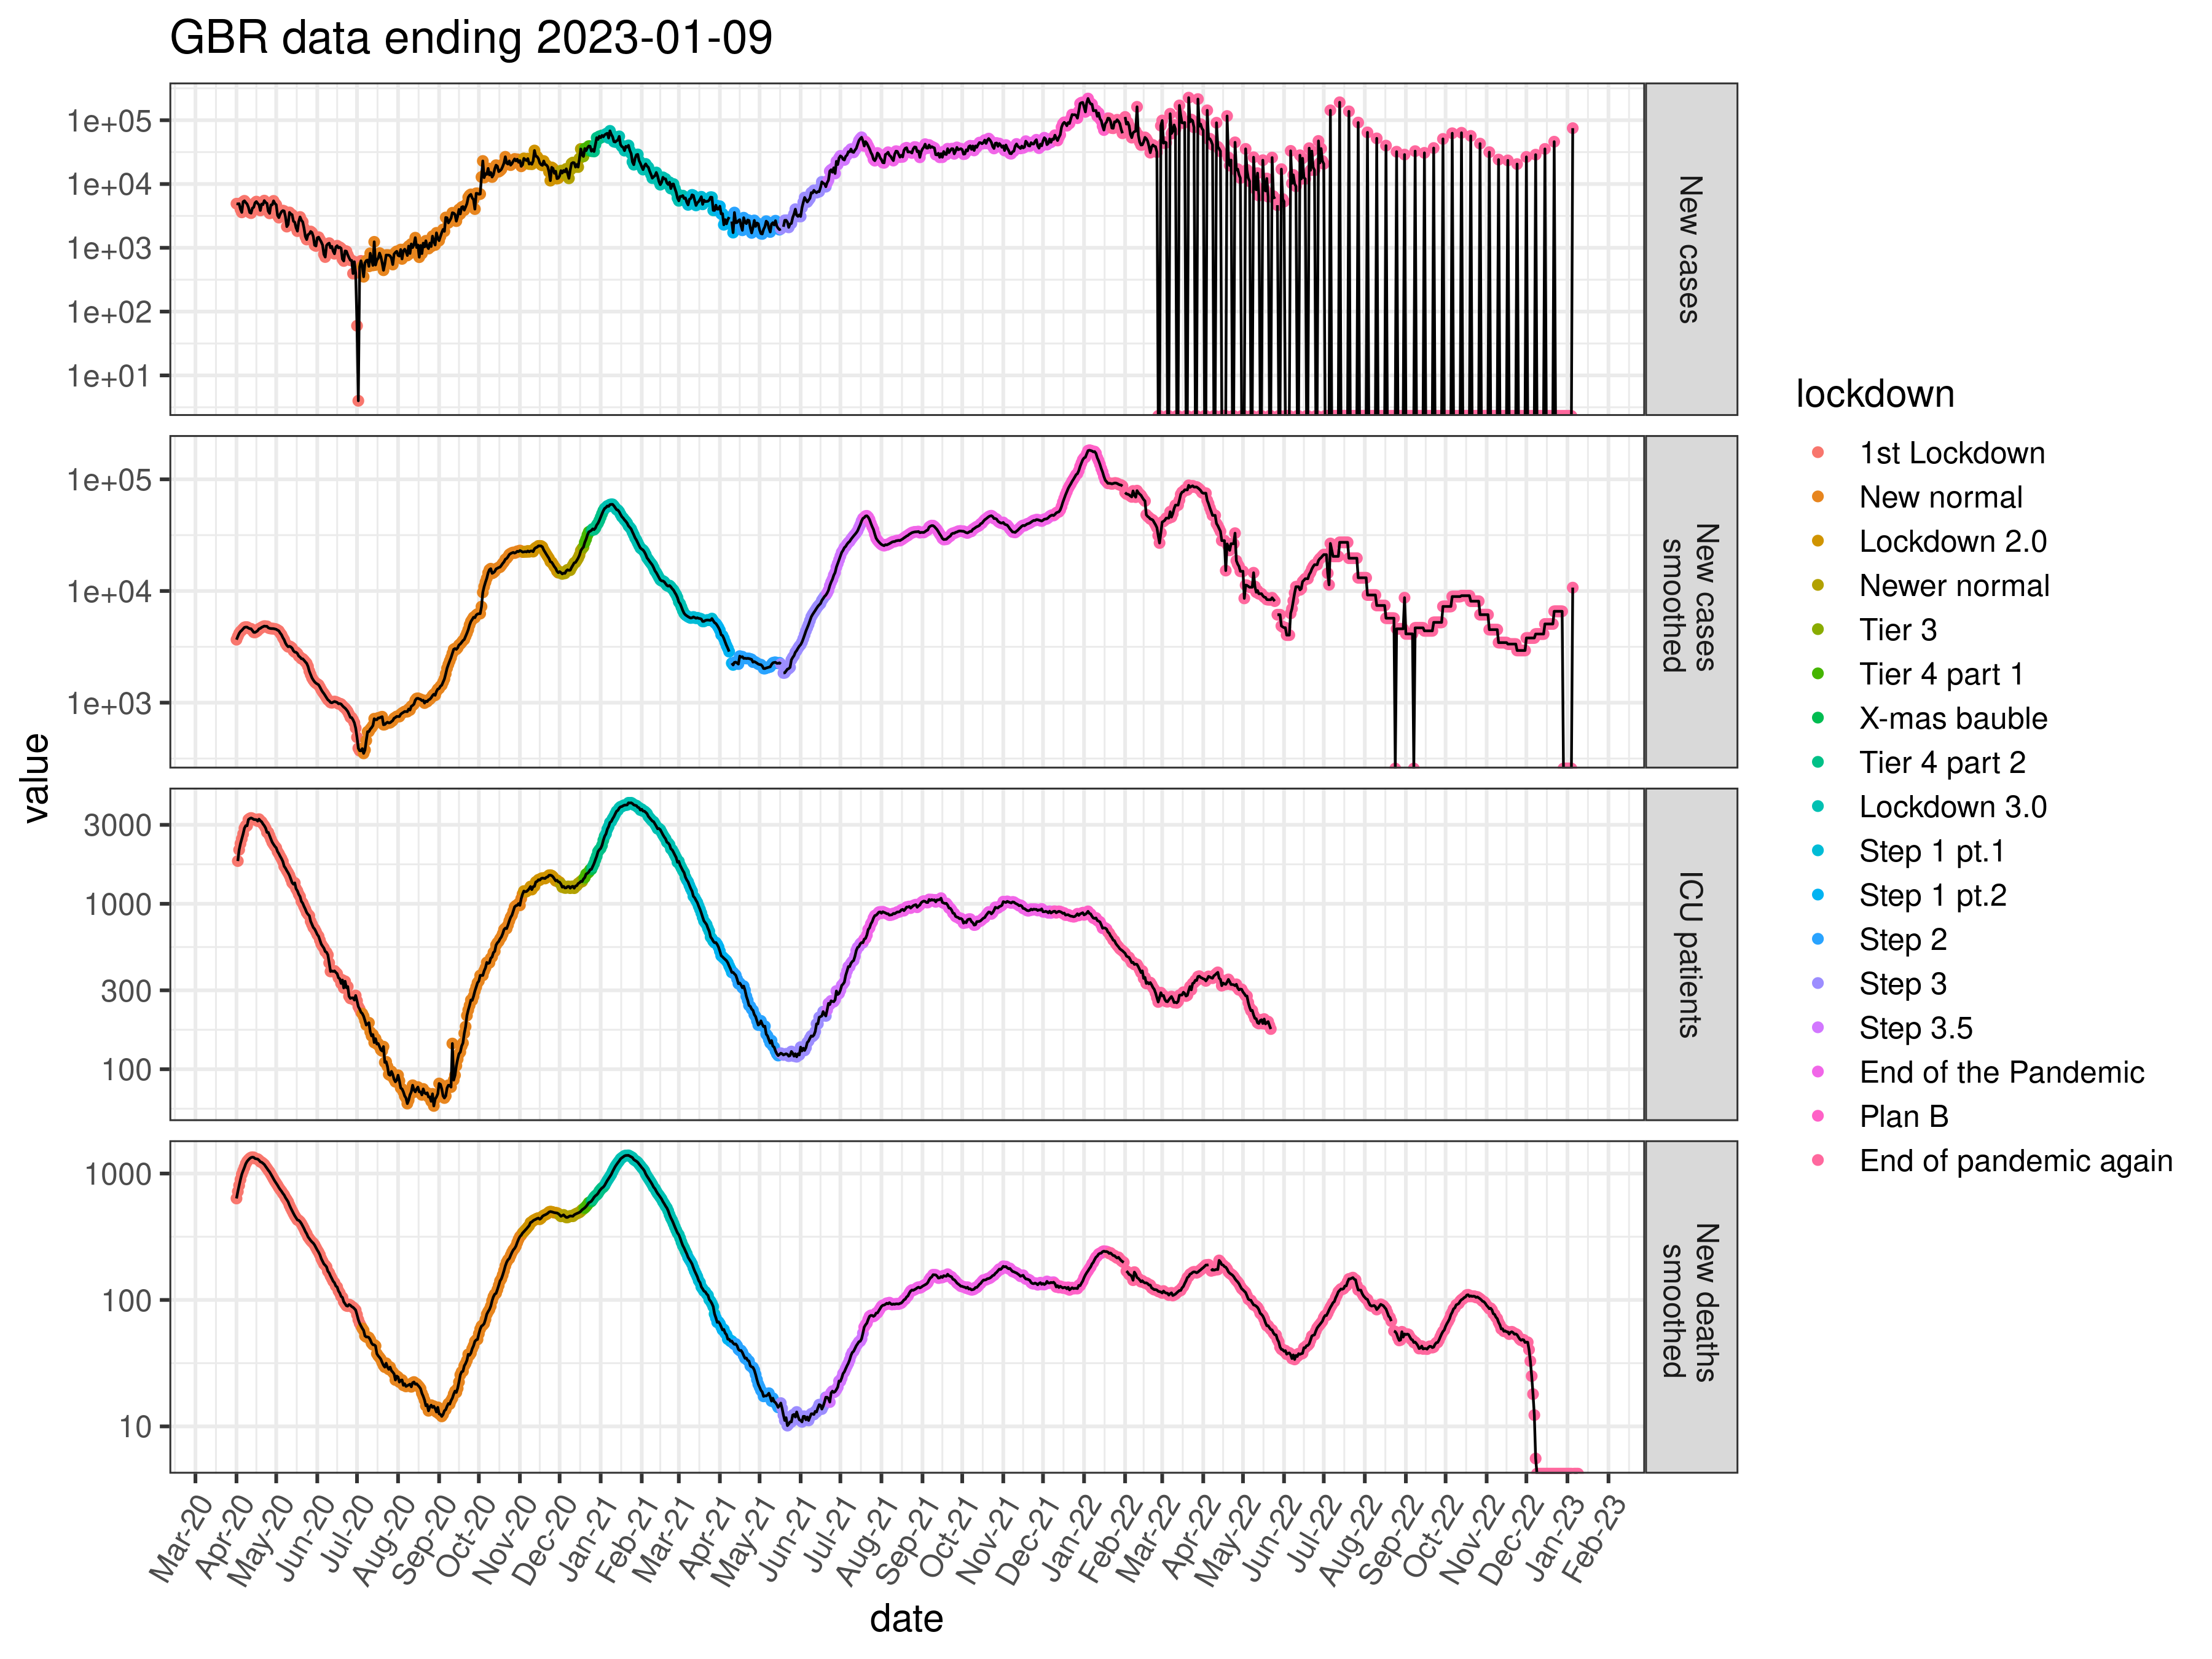 GBR data ending 2023-01-09
1e+05
1e+04
1e+03
1e+02
1e+01
New cases
1e+05
1e+04
1e+03
New cases
smoothed
3000
1000
300
100
ICU patients
1000
100
10
New deaths
smoothed
value
Mar-20
Apr-20
May-20
Jun-20
Jul-20
Aug-20
Sep-20
Oct-20
Nov-20
Dec-20
Jan-21
Feb-21
Mar-21
Apr-21
May-21
Jun-21
Jul-21
Aug-21
Sep-21
Oct-21
Nov-21
Dec-21
Jan-22
Feb-22
Mar-22
Apr-22
May-22
Jun-22
Jul-22
Aug-22
Sep-22
Oct-22
Nov-22
Dec-22
Jan-23
Feb-23
date
lockdown
1st Lockdown
New normal
Lockdown 2.0
Newer normal
Tier 3
Tier 4 part 1
X-mas bauble
Tier 4 part 2
Lockdown 3.0
Step 1 pt.1
Step 1 pt.2
Step 2
Step 3
Step 3.5
End of the Pandemic
Plan B
End of pandemic again